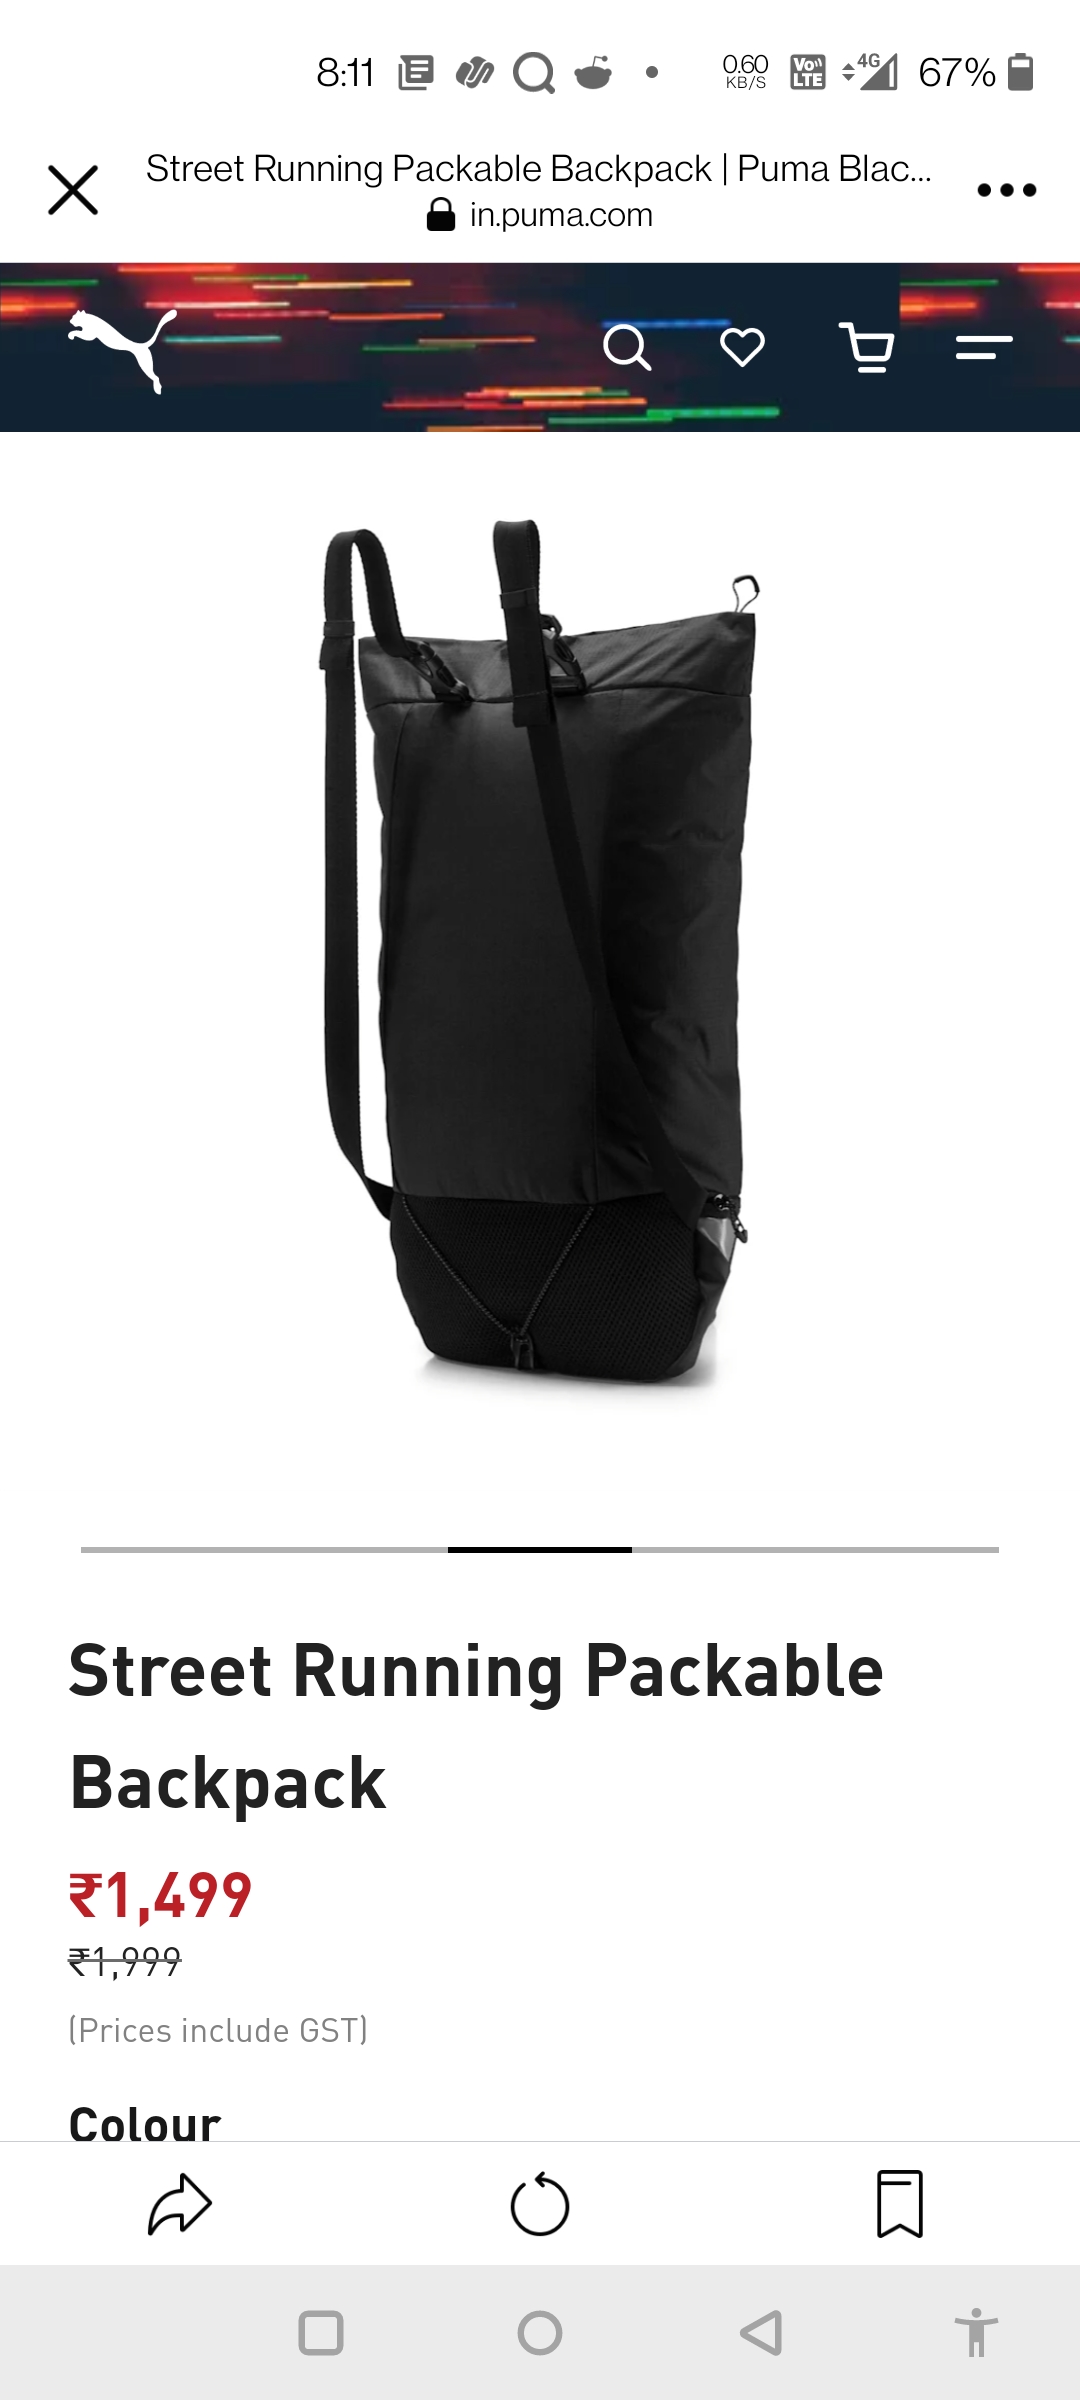 8:11
0.60
KB/S
Vo))
LTE
4G
67%
Street Running Packable Backpack | Puma Blac...
in.puma.com
Street Running Packable
Backpack
₹1,499
₹1,999
(Prices include GST)
Colour